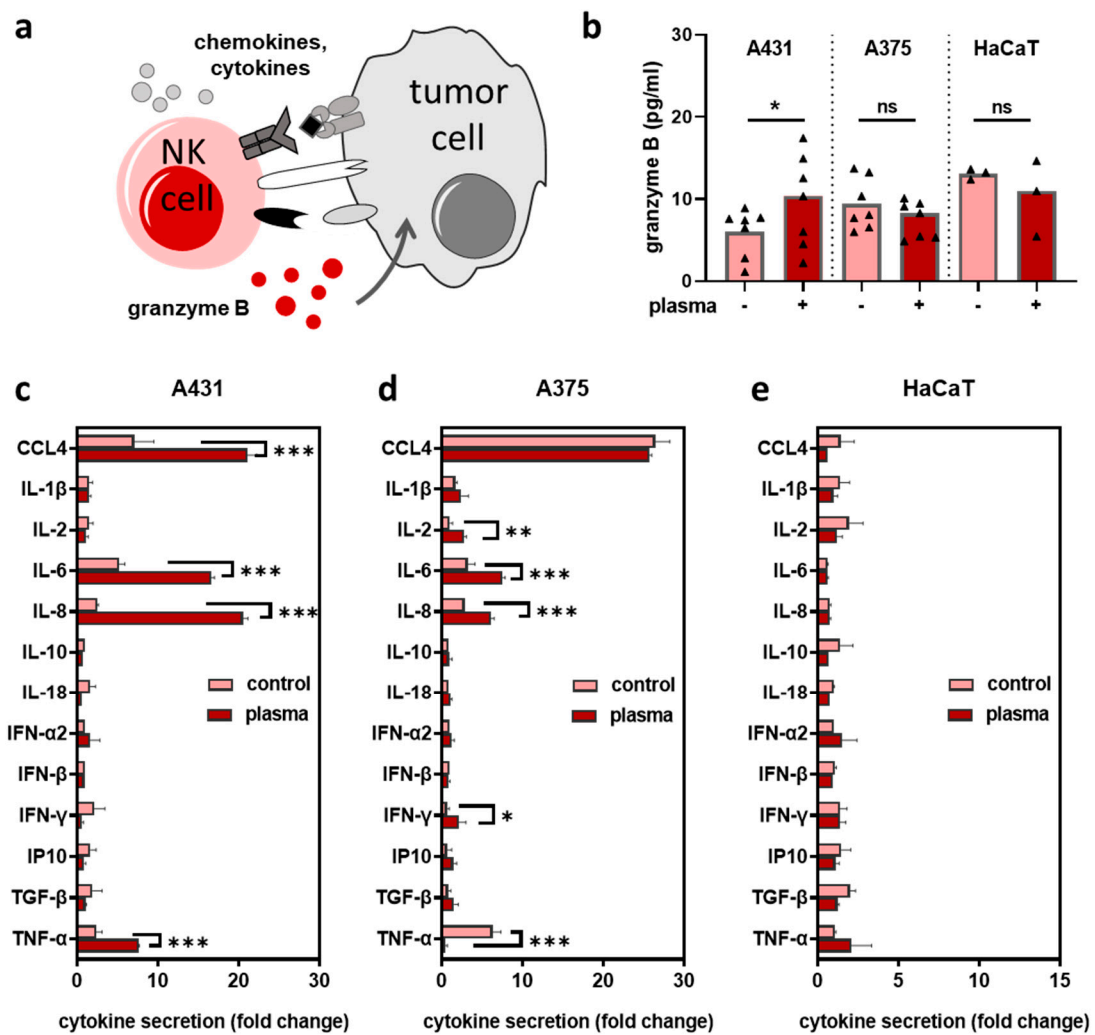 a
chemokines,
cytokines
NK
cell
tumor
cell
granzyme B
b
A431
A375
HaCaT
granzyme B (pg/ml)
30
20
10
0
*
ns
ns
plasma
-
+
-
+
-
+
c
A431
CCL4
***
IL-1β
IL-2
IL-6
***
IL-8
***
IL-10
IL-18
IFN-α2
IFN-β
IFN-γ
IP10
TGF-β
TNF-α
***
control
plasma
0
10
20
30
cytokine secretion (fold change)
d
A375
CCL4
IL-1β
IL-2
**
IL-6
***
IL-8
***
IL-10
IL-18
IFN-α2
IFN-β
IFN-γ
*
IP10
TGF-β
TNF-α
***
control
plasma
0
10
20
30
cytokine secretion (fold change)
e
HaCaT
CCL4
IL-1β
IL-2
IL-6
IL-8
IL-10
IL-18
IFN-α2
IFN-β
IFN-γ
IP10
TGF-β
TNF-α
control
plasma
0
5
10
15
cytokine secretion (fold change)